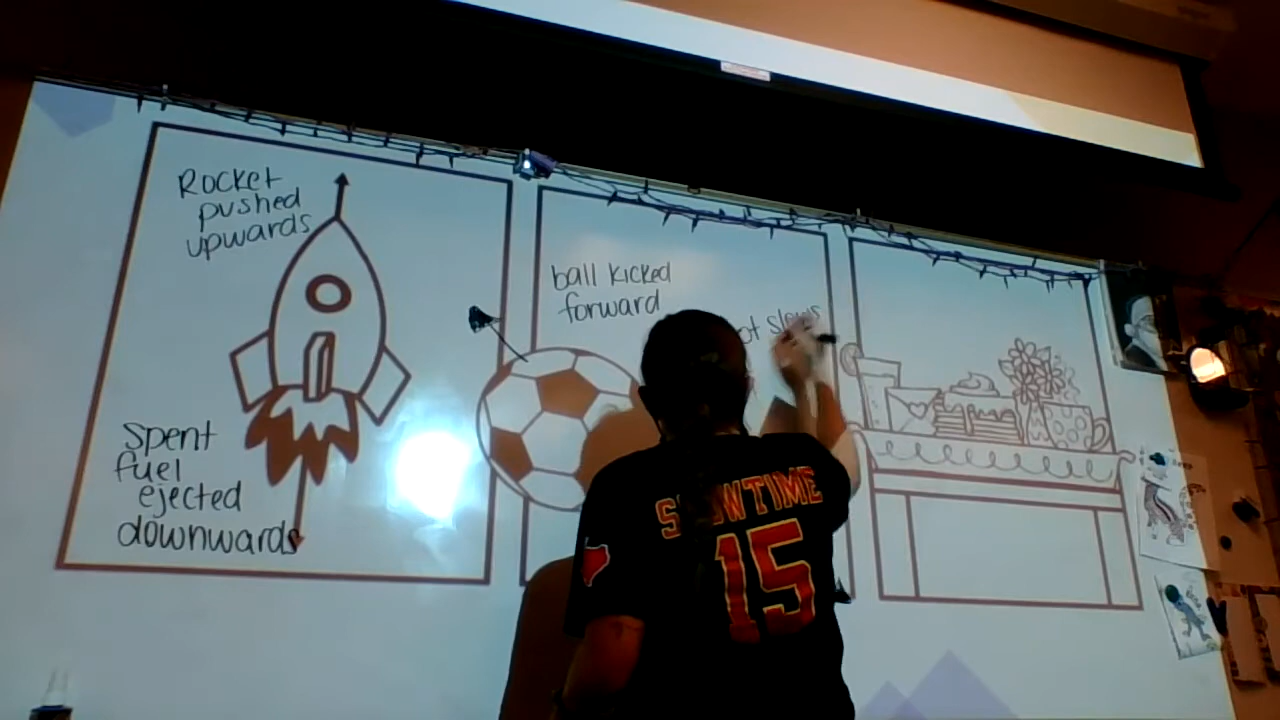 Rocket
pushed
upwards
Spent
fuel
ejected
downwards
ball kicked
forward
slows
SHOWTIME
15